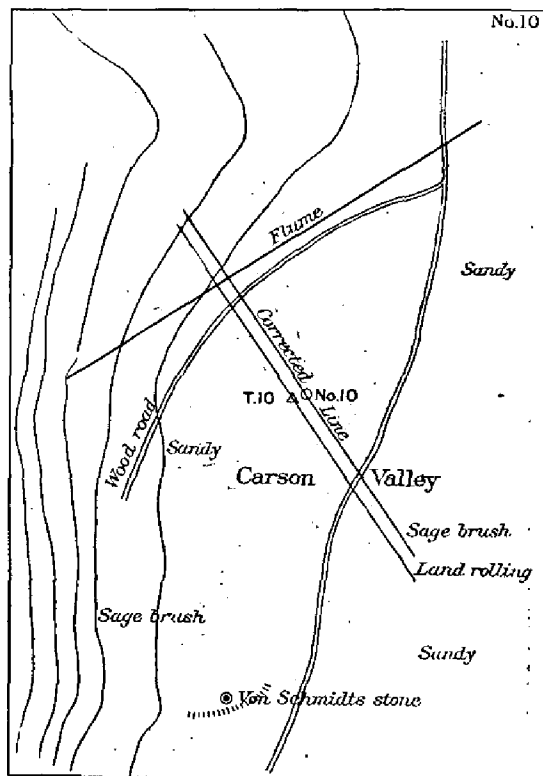 No.10
Flume
Sandy
Corrected Line
T.10 No.10
Wood road
Sandy
Carson Valley
Sage brush
Land rolling
Sage brush
Sandy
Von Schmidts stone